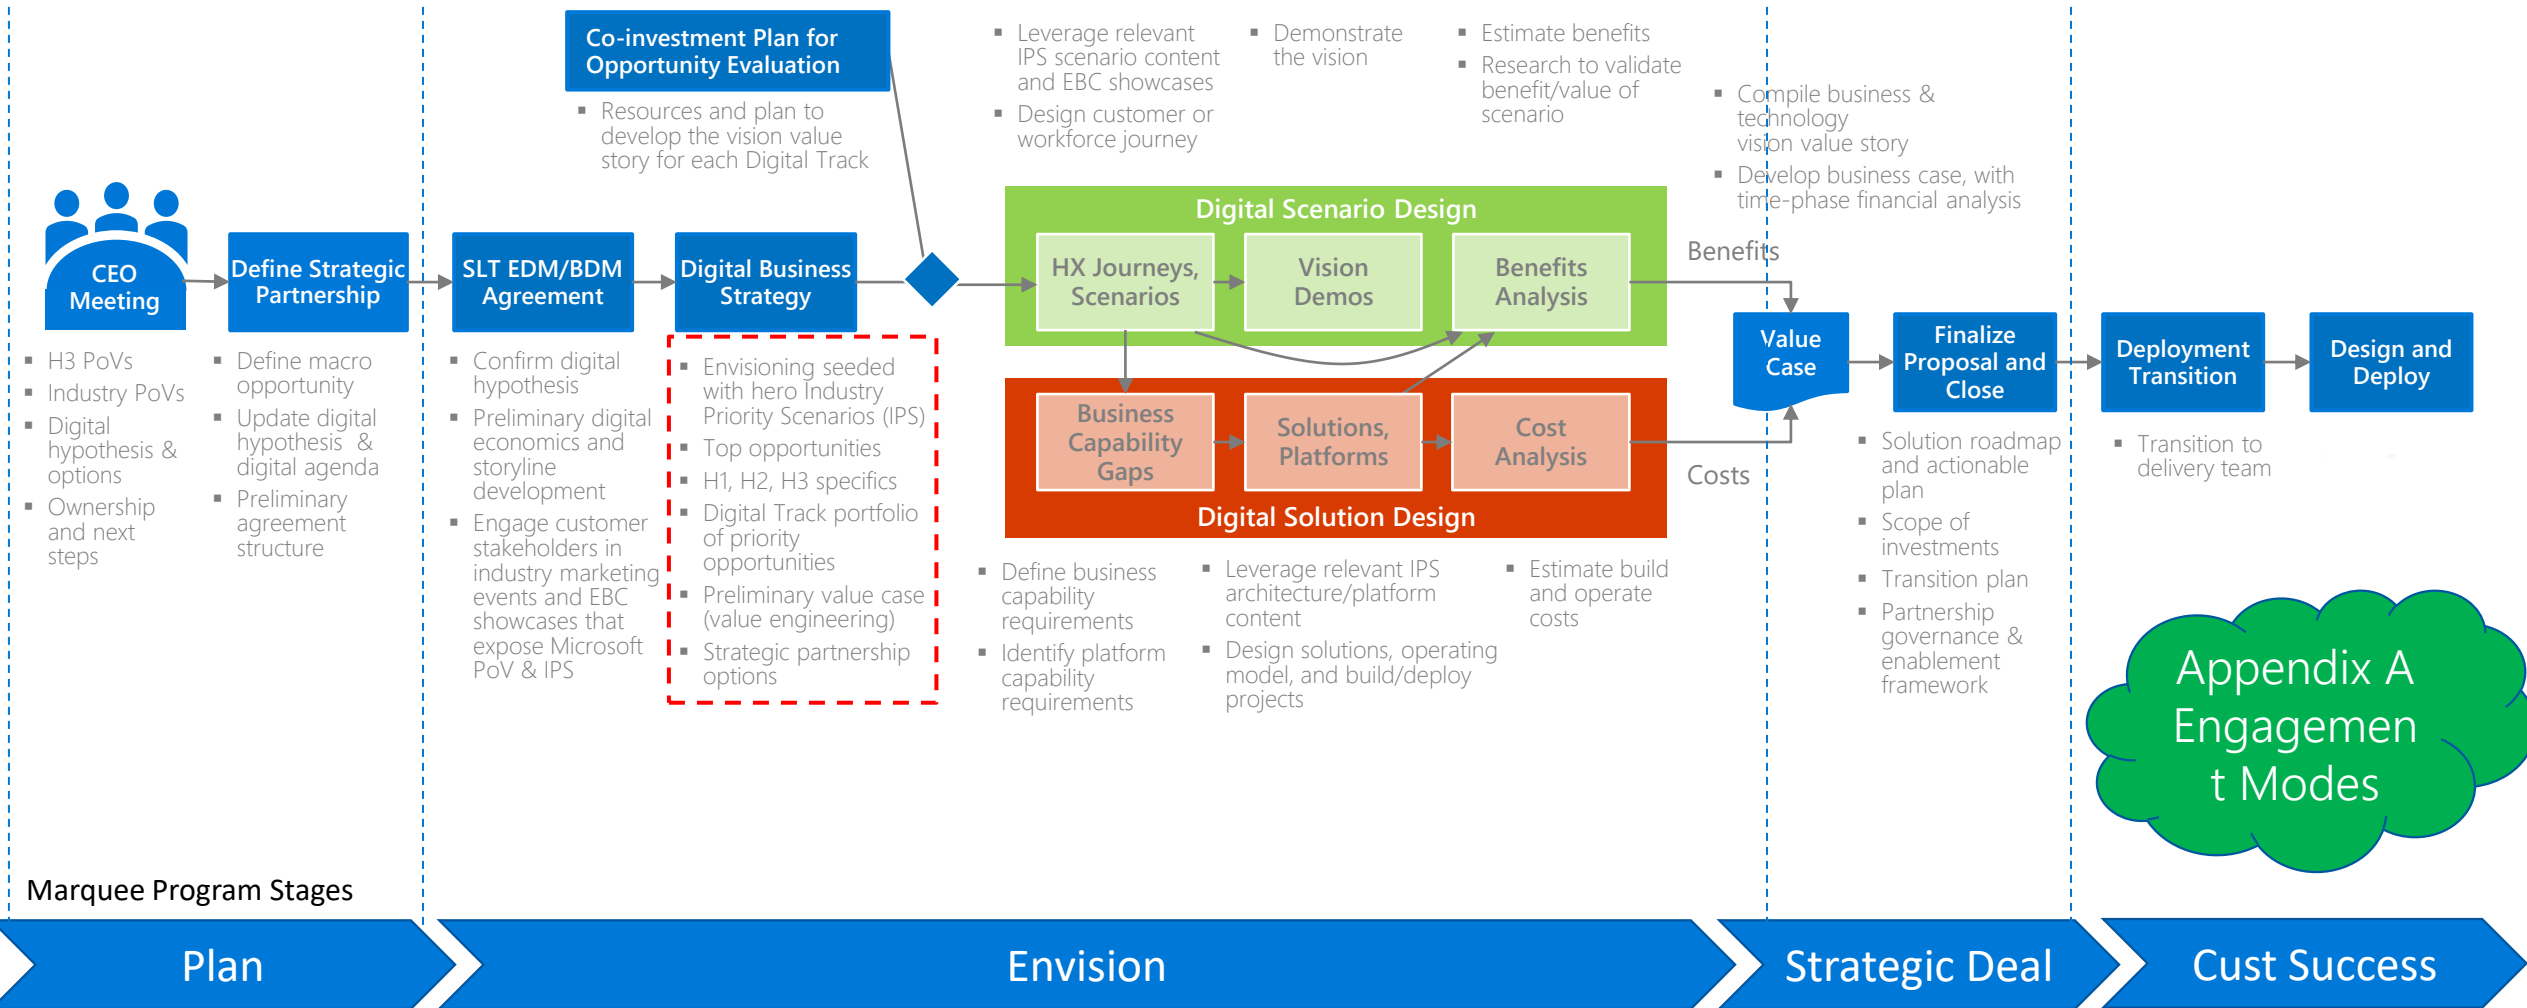 Co-investment Plan for
Opportunity Evaluation
▪ Resources and plan to
develop the vision value
story for each Digital Track
▪ Leverage relevant
IPS scenario content
and EBC showcases
▪ Design customer or
workforce journey
▪ Demonstrate
the vision
▪ Estimate benefits
▪ Research to validate
benefit/value of
scenario
▪ Compile business &
technology
vision value story
▪ Develop business case, with
time-phase financial analysis
CEO
Meeting
▪ H3 PoVs
▪ Industry PoVs
▪ Digital
hypothesis &
options
▪ Ownership
and next
steps
Define Strategic
Partnership
▪ Define macro
opportunity
▪ Update digital
hypothesis &
digital agenda
▪ Preliminary
agreement
structure
SLT EDM/BDM
Agreement
▪ Confirm digital
hypothesis
▪ Preliminary digital
economics and
storyline
development
▪ Engage customer
stakeholders in
industry marketing
events and EBC
showcases that
expose Microsoft
PoV & IPS
Digital Business
Strategy
▪ Envisioning seeded
with hero Industry
Priority Scenarios (IPS)
▪ Top opportunities
▪ H1, H2, H3 specifics
▪ Digital Track portfolio
of priority
opportunities
▪ Preliminary value case
(value engineering)
▪ Strategic partnership
options
Digital Scenario Design
HX Journeys,
Scenarios
Vision
Demos
Benefits
Analysis
Benefits
Business
Capability
Gaps
Solutions,
Platforms
Cost
Analysis
Digital Solution Design
Costs
▪ Define business
capability
requirements
▪ Identify platform
capability
requirements
▪ Leverage relevant IPS
architecture/platform
content
▪ Design solutions, operating
model, and build/deploy
projects
▪ Estimate build
and operate
costs
Value
Case
Finalize
Proposal and
Close
▪ Solution roadmap
and actionable
plan
▪ Scope of
investments
▪ Transition plan
▪ Partnership
governance &
enablement
framework
Deployment
Transition
▪ Transition to
delivery team
Design and
Deploy
Appendix A
Engagemen
t Modes
Marquee Program Stages
Plan
Envision
Strategic Deal
Cust Success